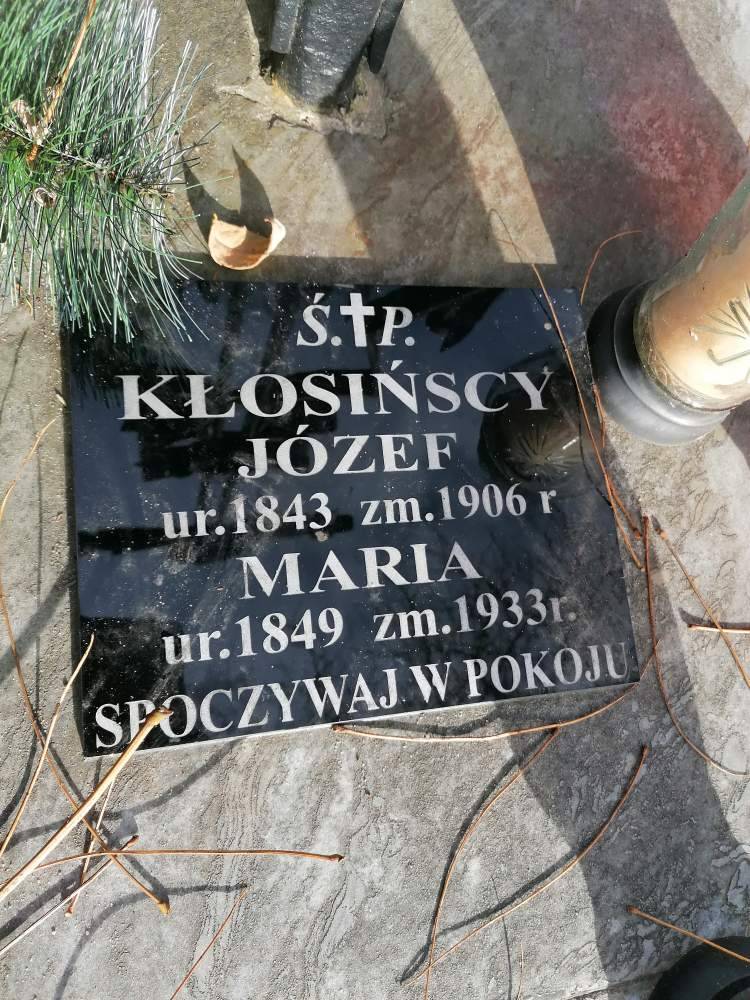 Ś.✝P.
KŁOSIŃSCY
JÓZEF
ur.1843 zm.1906 r
MARIA
ur.1849 zm.1933r.
SPOCZYWAJ W POKOJU